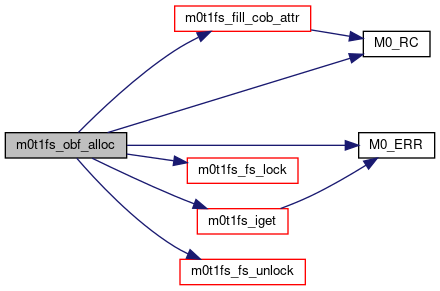 m0t1fs_fill_cob_attr
M0_RC
m0t1fs_obf_alloc
M0_ERR
m0t1fs_fs_lock
m0t1fs_iget
m0t1fs_fs_unlock